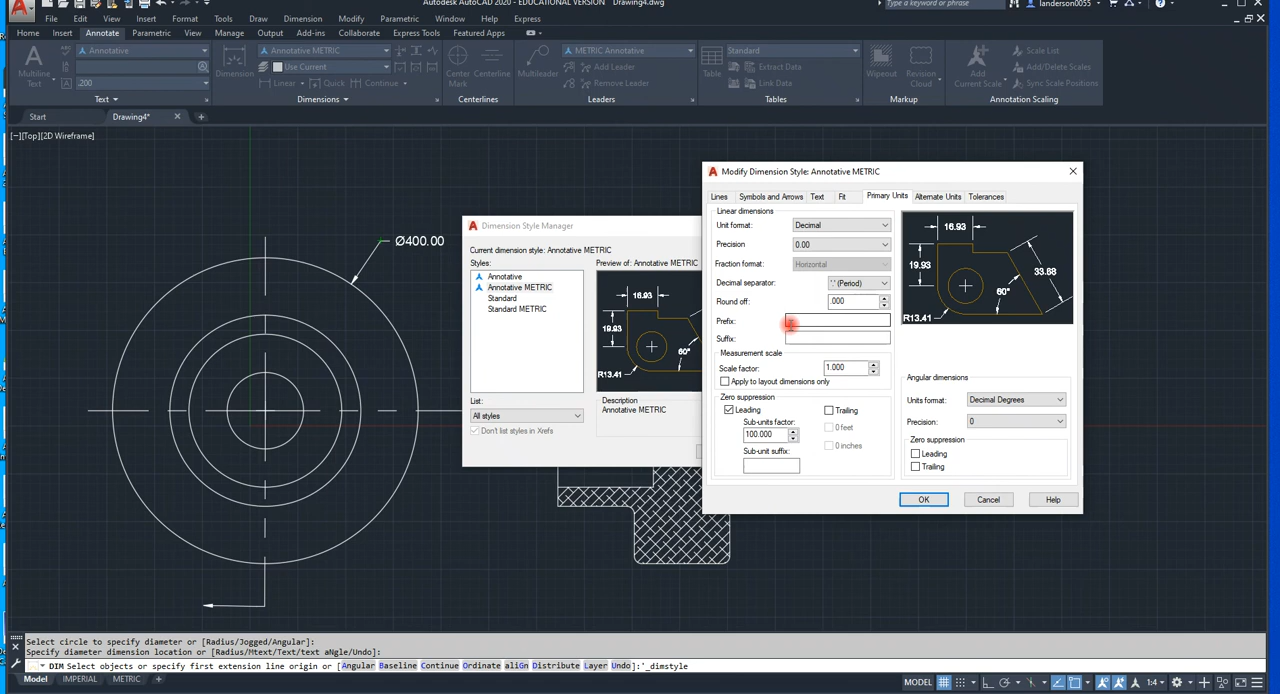 Autodesk AutoCAD 2020 - EDUCATIONAL VERSION Drawing4.dwg
Type a keyword or phrase
landerson0055
File Edit View Insert Format Tools Draw Dimension Modify Parametric Window Help Express
Home Insert Annotate Parametric View Manage Output Add-ins Collaborate Express Tools Featured Apps
Annotative
Annotative METRIC
METRIC Annotative
Standard
Scale List
Use Current
Add Leader
Extract Data
Add/Delete Scales
Multiline
Text
.200
Dimension
Linear
Quick
Continue
Center
Mark
Centerline
Multileader
Remove Leader
Table
Link Data
Wipeout
Revision
Cloud
Add
Current Scale
Sync Scale Positions
Text
Dimensions
Centerlines
Leaders
Tables
Markup
Annotation Scaling
Start
Drawing4*
[−][Top][2D Wireframe]
Ø400.00
Dimension Style Manager
Current dimension style: Annotative METRIC
Styles:
Preview of: Annotative METRIC
Annotative
Annotative METRIC
Standard
Standard METRIC
16.93
19.93
60°
R13.41
List:
All styles
Don't list styles in Xrefs
Description
Annotative METRIC
Modify Dimension Style: Annotative METRIC
Lines Symbols and Arrows Text Fit Primary Units Alternate Units Tolerances
Linear dimensions
Unit format: Decimal
Precision 0.00
Fraction format: Horizontal
Decimal separator: '.' (Period)
Round off: .000
Prefix:
Suffix:
Measurement scale
Scale factor: 1.000
Apply to layout dimensions only
Zero suppression
Leading
Trailing
Sub-units factor:
0 feet
100.000
0 inches
Sub-unit suffix:
16.93
19.93
33.68
60°
R13.41
Angular dimensions
Units format: Decimal Degrees
Precision: 0
Zero suppression
Leading
Trailing
OK Cancel Help
Select circle to specify diameter or [Radius/Jogged/Angular]:
Specify diameter dimension location or [Radius/Mtext/Text/text aNgle/Undo]:
DIM Select objects or specify first extension line origin or [Angular Baseline Continue Ordinate aliGn Distribute Layer Undo]:'_dimstyle
Model IMPERIAL METRIC
MODEL
1:4